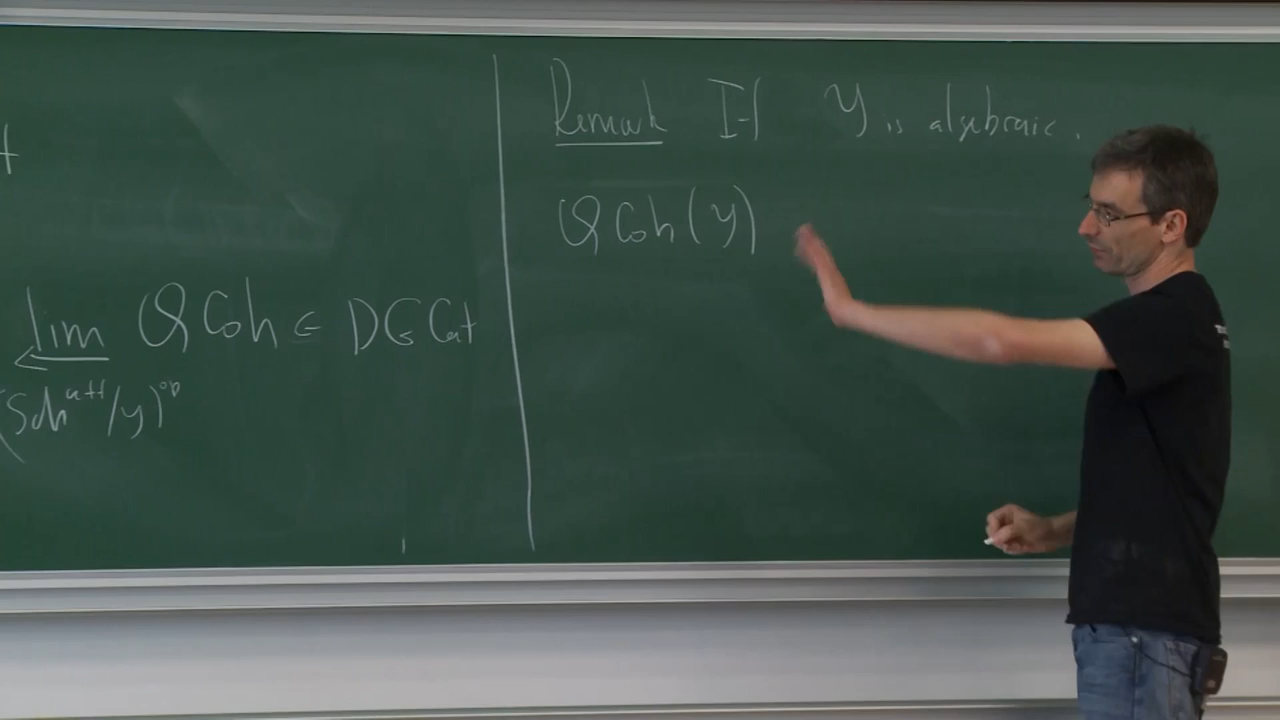 lim QCoh ∈ DGCat
(Sch^aff/y)^op
Remark If Y is algebraic.
QCoh(y)